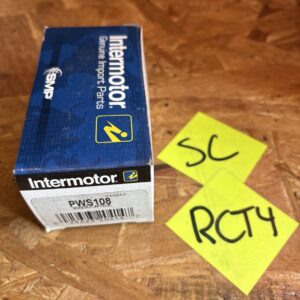 Intermotor
Genuine Import Parts
SMP
Intermotor
PWS108
SC
RCT4